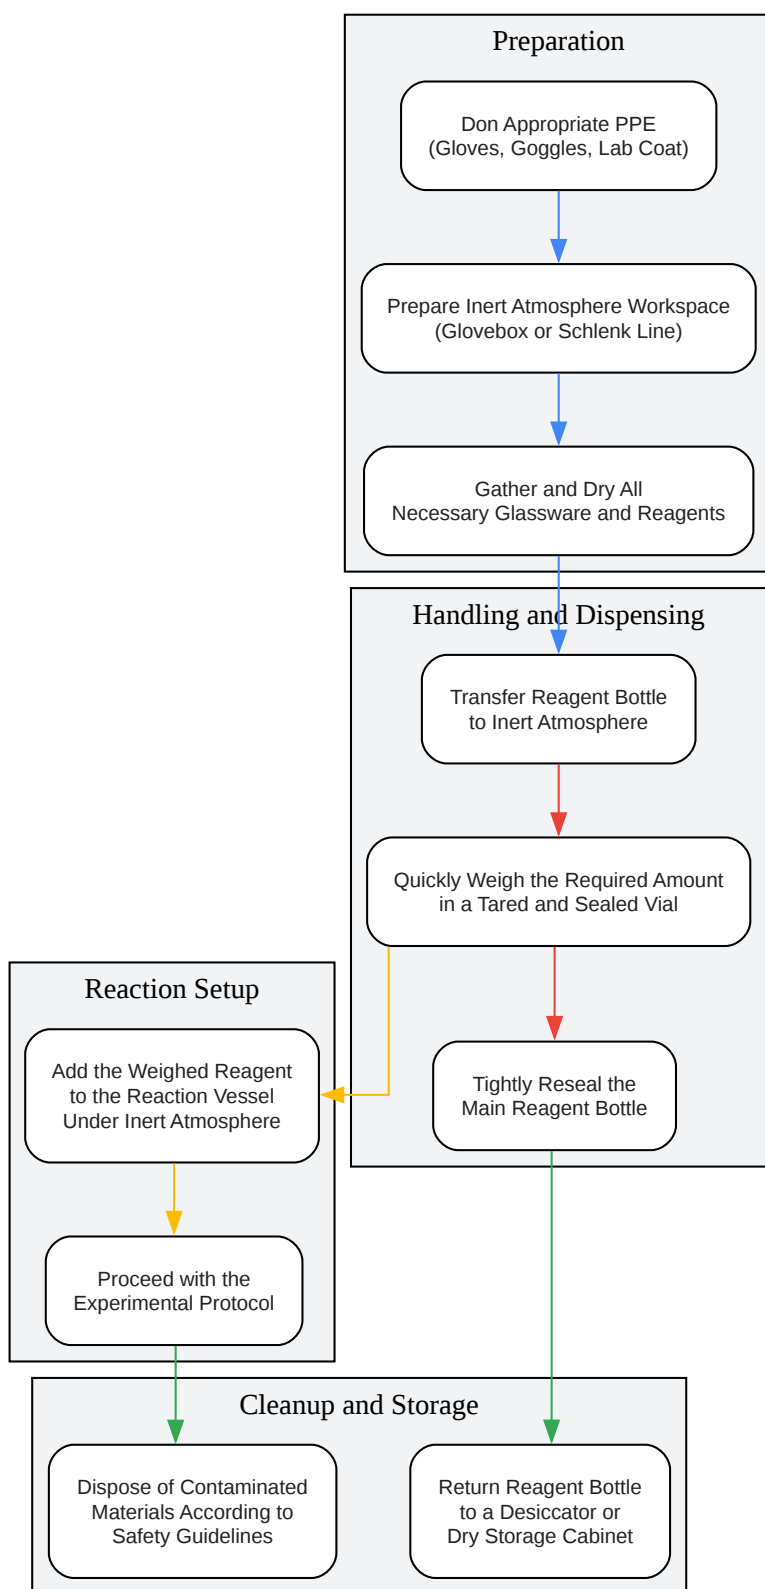 Preparation
Don Appropriate PPE
(Gloves, Goggles, Lab Coat)
Prepare Inert Atmosphere Workspace
(Glovebox or Schlenk Line)
Gather and Dry All
Necessary Glassware and Reagents
Handling and Dispensing
Transfer Reagent Bottle
to Inert Atmosphere
Quickly Weigh the Required Amount
in a Tared and Sealed Vial
Reaction Setup
Add the Weighed Reagent
to the Reaction Vessel
Under Inert Atmosphere
Tightly Reseal the
Main Reagent Bottle
Proceed with the
Experimental Protocol
Cleanup and Storage
Dispose of Contaminated
Materials According to
Safety Guidelines
Return Reagent Bottle
to a Desiccator or
Dry Storage Cabinet